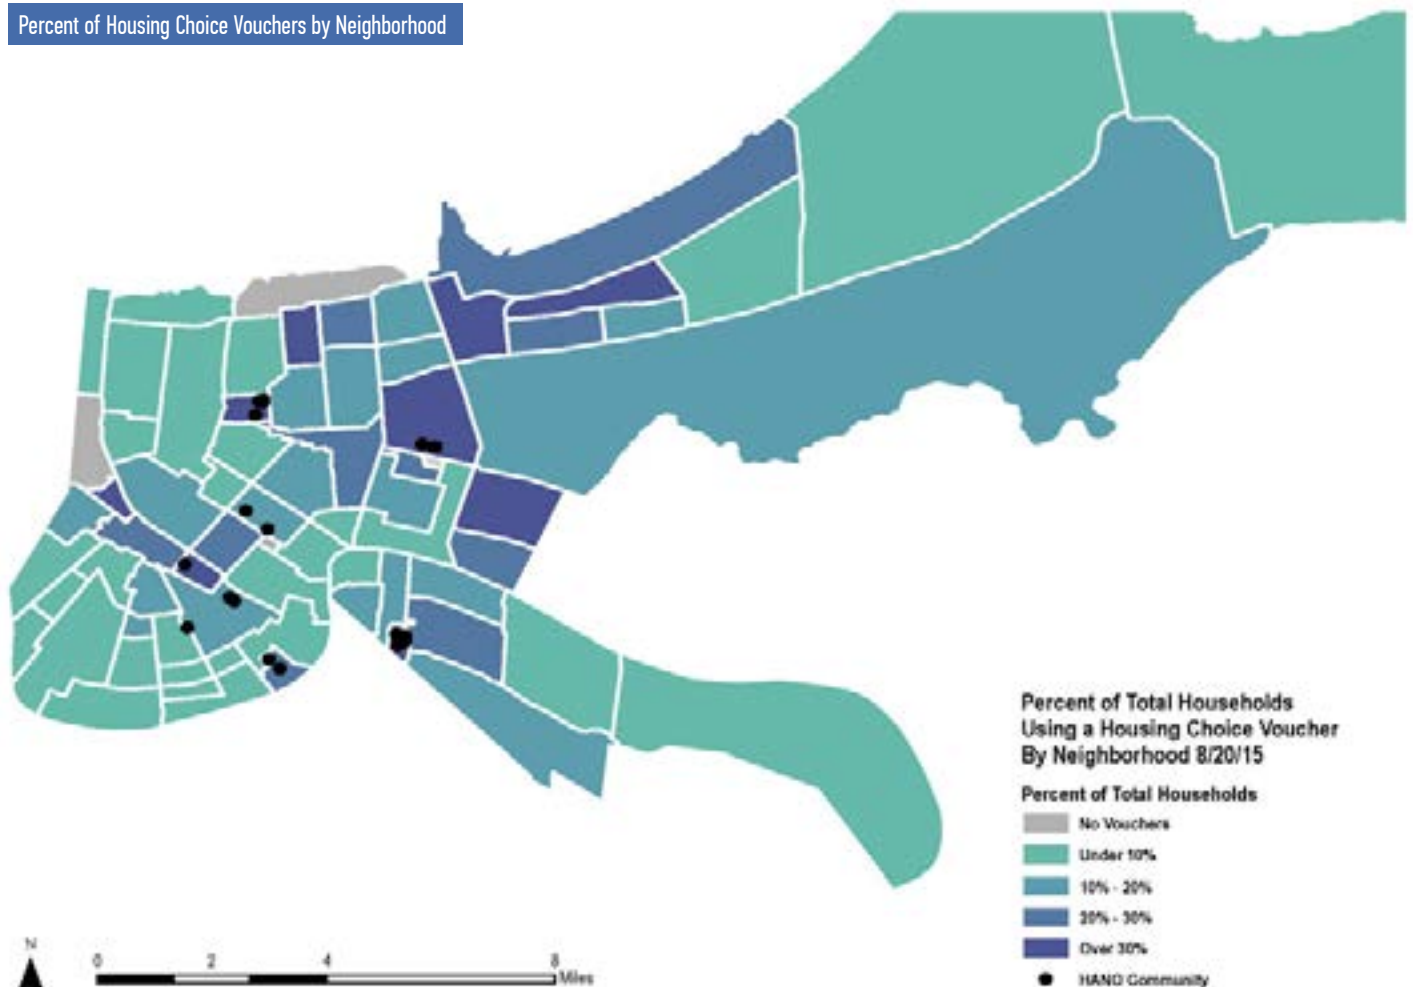 Percent of Housing Choice Vouchers by Neighborhood
Percent of Total Households
Using a Housing Choice Voucher
By Neighborhood 8/20/15
Percent of Total Households
No Vouchers
Under 10%
10% - 20%
20% - 30%
Over 30%
HANO Community
N
0 2 4 8
Miles